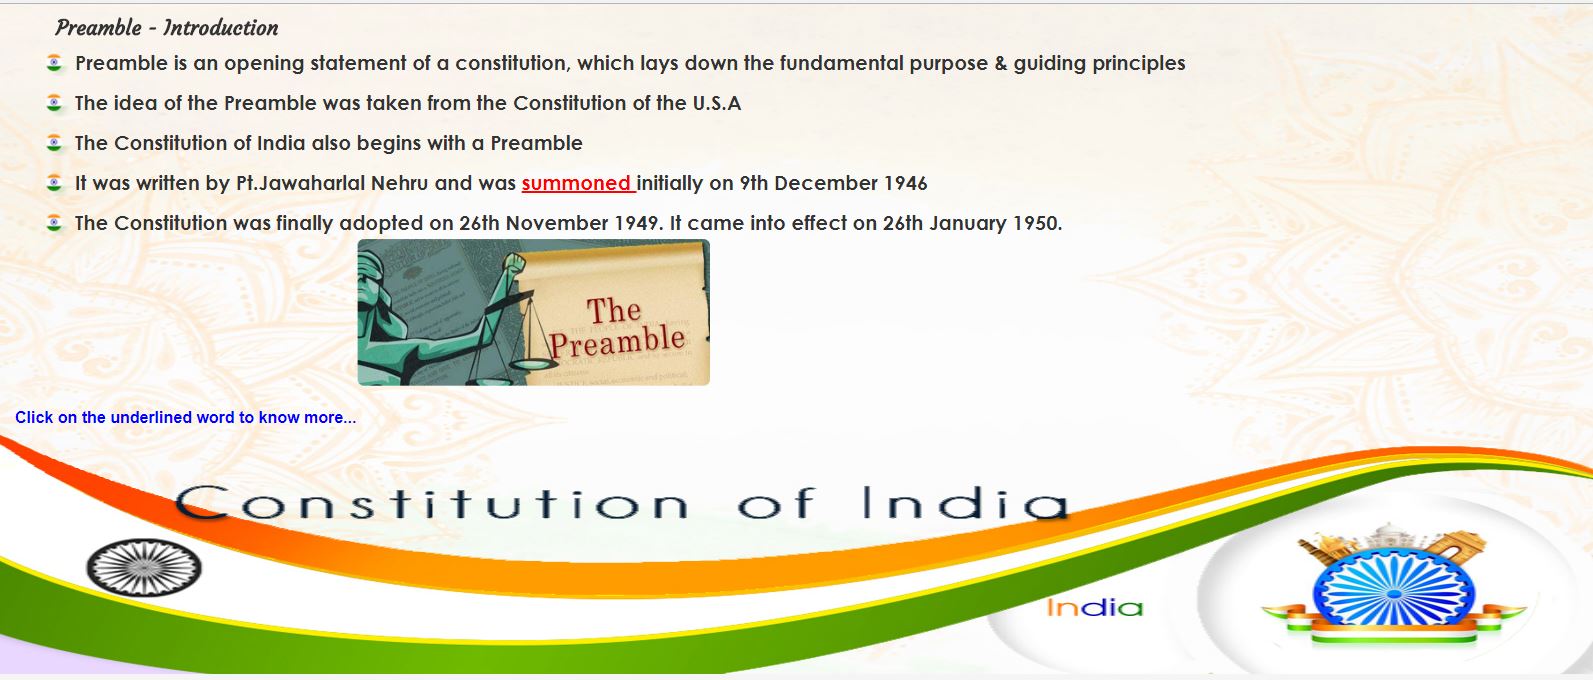 Preamble - Introduction
Preamble is an opening statement of a constitution, which lays down the fundamental purpose & guiding principles
The idea of the Preamble was taken from the Constitution of the U.S.A
The Constitution of India also begins with a Preamble
It was written by Pt.Jawaharlal Nehru and was summoned initially on 9th December 1946
The Constitution was finally adopted on 26th November 1949. It came into effect on 26th January 1950.
The
Preamble
Click on the underlined word to know more...
Constitution of India
India